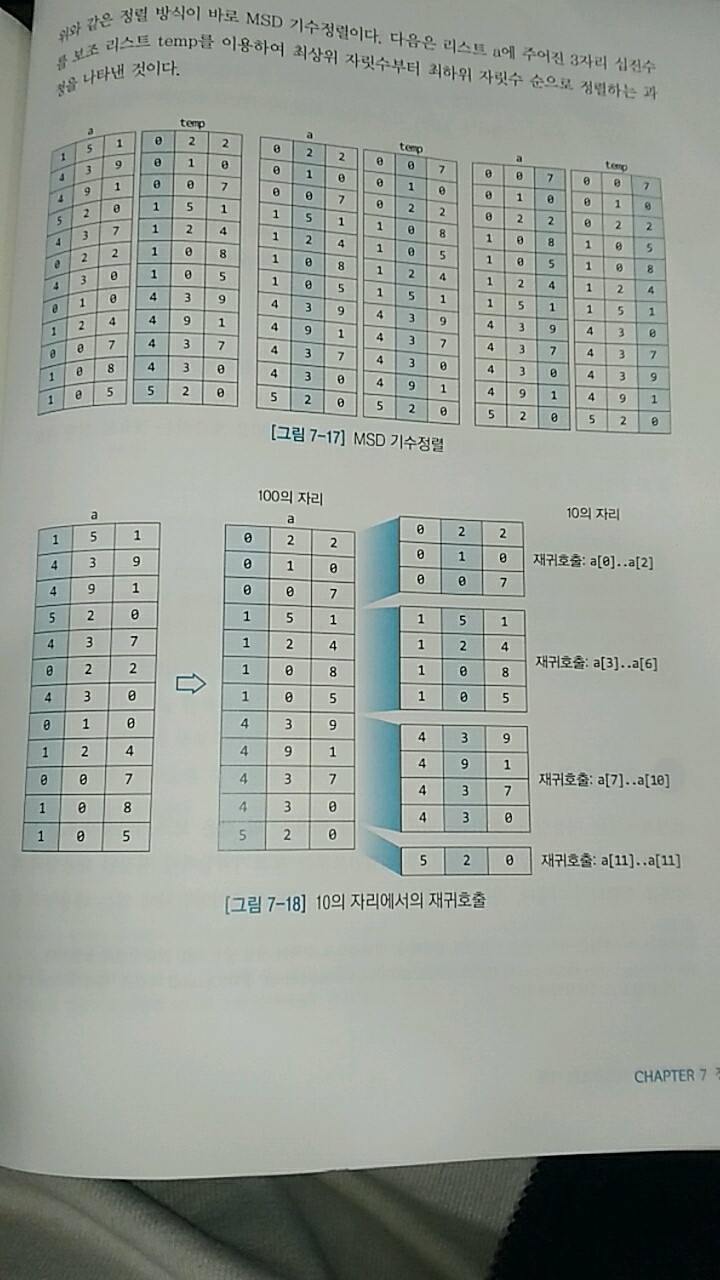 위와 같은 정렬 방식이 바로 MSD 기수정렬이다. 다음은 리스트 a에 주어진 3자리 십진수
를 보조 리스트 temp를 이용하여 최상위 자릿수부터 최하위 자릿수 순으로 정렬하는 과
정을 나타낸 것이다.
a temp a temp a temp
1 5 1 0 2 2 0 2 2 0 0 7 0 0 7 0 0 7
4 3 9 0 1 0 0 1 0 0 1 0 0 1 0 0 1 0
4 9 1 0 0 7 0 0 7 0 2 2 0 2 2 0 2 2
5 2 0 1 5 1 1 5 1 1 0 8 1 0 8 1 0 5
4 3 7 1 2 4 1 2 4 1 0 5 1 0 5 1 0 8
0 2 2 1 0 8 1 0 8 1 2 4 1 2 4 1 2 4
4 3 0 1 0 5 1 0 5 1 5 1 1 5 1 1 5 1
0 1 0 4 3 9 4 3 9 4 3 9 4 3 9 4 3 0
1 2 4 4 9 1 4 9 1 4 3 7 4 3 7 4 3 7
0 0 7 4 3 7 4 3 7 4 3 0 4 3 0 4 3 9
1 0 8 4 3 0 4 3 0 4 9 1 4 9 1 4 9 1
1 0 5 5 2 0 5 2 0 5 2 0 5 2 0 5 2 0
[그림 7-17] MSD 기수정렬
100의 자리 10의 자리
a a
1 5 1 0 2 2 0 2 2
4 3 9 0 1 0 0 1 0 재귀호출: a[0]..a[2]
4 9 1 0 0 7 0 0 7
5 2 0 1 5 1 1 5 1
4 3 7 1 2 4 1 2 4
0 2 2 1 0 8 1 0 8 재귀호출: a[3]..a[6]
4 3 0 1 0 5 1 0 5
0 1 0 4 3 9 4 3 9
1 2 4 4 9 1 4 9 1
0 0 7 4 3 7 4 3 7 재귀호출: a[7]..a[10]
1 0 8 4 3 0 4 3 0
1 0 5 5 2 0 5 2 0 재귀호출: a[11]..a[11]
[그림 7-18] 10의 자리에서의 재귀호출
CHAPTER 7